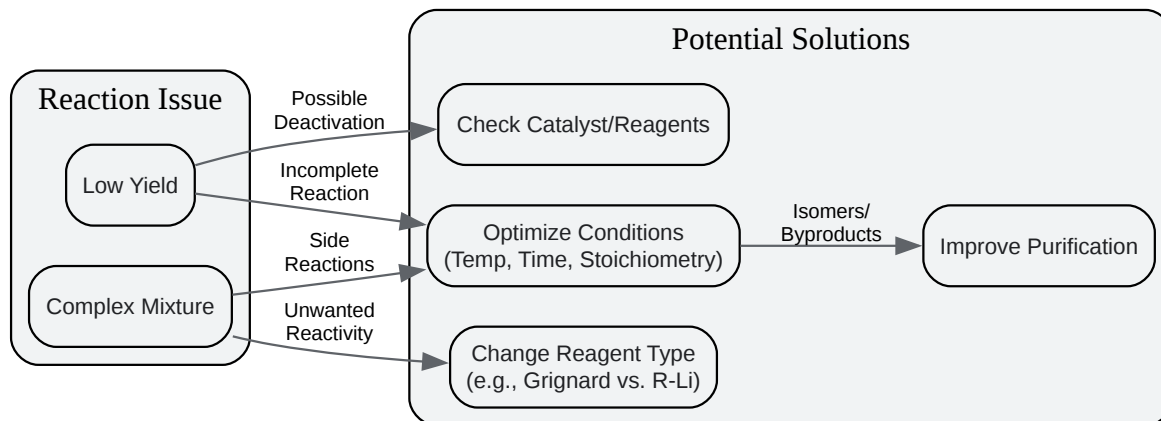 Potential Solutions
Reaction Issue
Possible
Deactivation
Check Catalyst/Reagents
Low Yield
Incomplete
Reaction
Optimize Conditions
(Temp, Time, Stoichiometry)
Isomers/
Byproducts
Improve Purification
Side
Reactions
Complex Mixture
Unwanted
Reactivity
Change Reagent Type
(e.g., Grignard vs. R-Li)